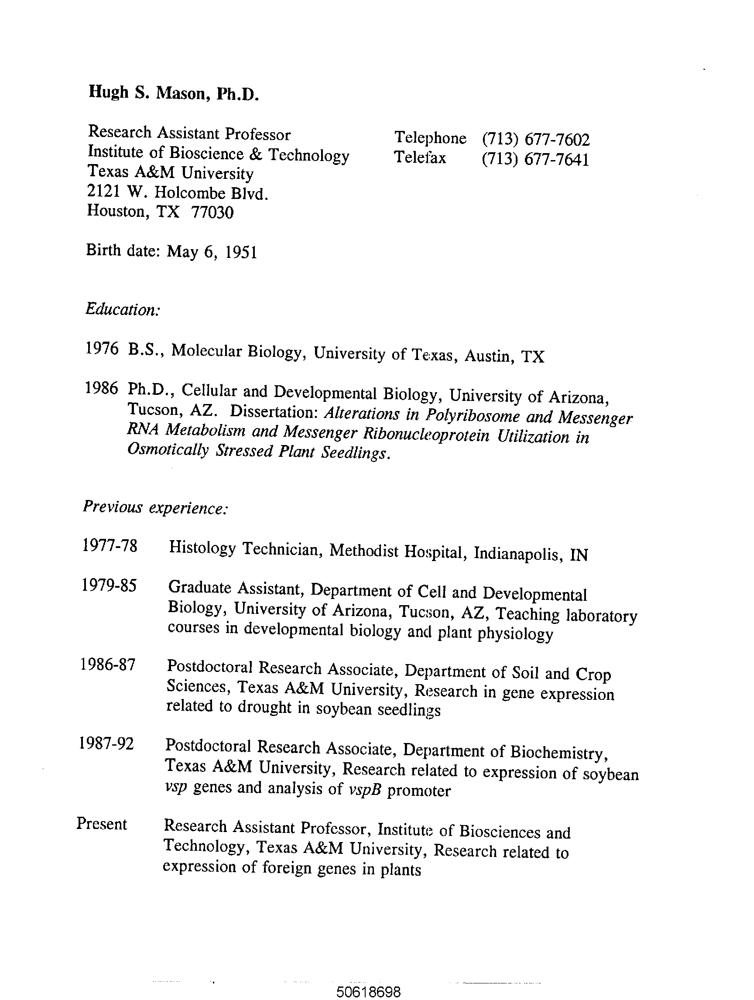 Hugh S. Mason, Ph.D.
Research Assistant Professor
Institute of Bioscience & Technology
Texas A&M University
2121 W. Holcombe Blvd.
Houston, TX 77030
Telephone (713) 677-7602
Telefax (713) 677-7641
Birth date: May 6, 1951
Education:
1976 B.S., Molecular Biology, University of Texas, Austin, TX
1986 Ph.D., Cellular and Developmental Biology, University of Arizona,
Tucson, AZ. Dissertation: Alterations in Polyribosome and Messenger
RNA Metabolism and Messenger Ribonucleoprotein Utilization in
Osmotically Stressed Plant Seedlings.
Previous experience:
1977-78 Histology Technician, Methodist Hospital, Indianapolis, IN
1979-85 Graduate Assistant, Department of Cell and Developmental
Biology, University of Arizona, Tucson, AZ, Teaching laboratory
courses in developmental biology and plant physiology
1986-87 Postdoctoral Research Associate, Department of Soil and Crop
Sciences, Texas A&M University, Research in gene expression
related to drought in soybean seedlings
1987-92 Postdoctoral Research Associate, Department of Biochemistry,
Texas A&M University, Research related to expression of soybean
vsp genes and analysis of vspB promoter
Present Research Assistant Professor, Institute of Biosciences and
Technology, Texas A&M University, Research related to
expression of foreign genes in plants
50618698